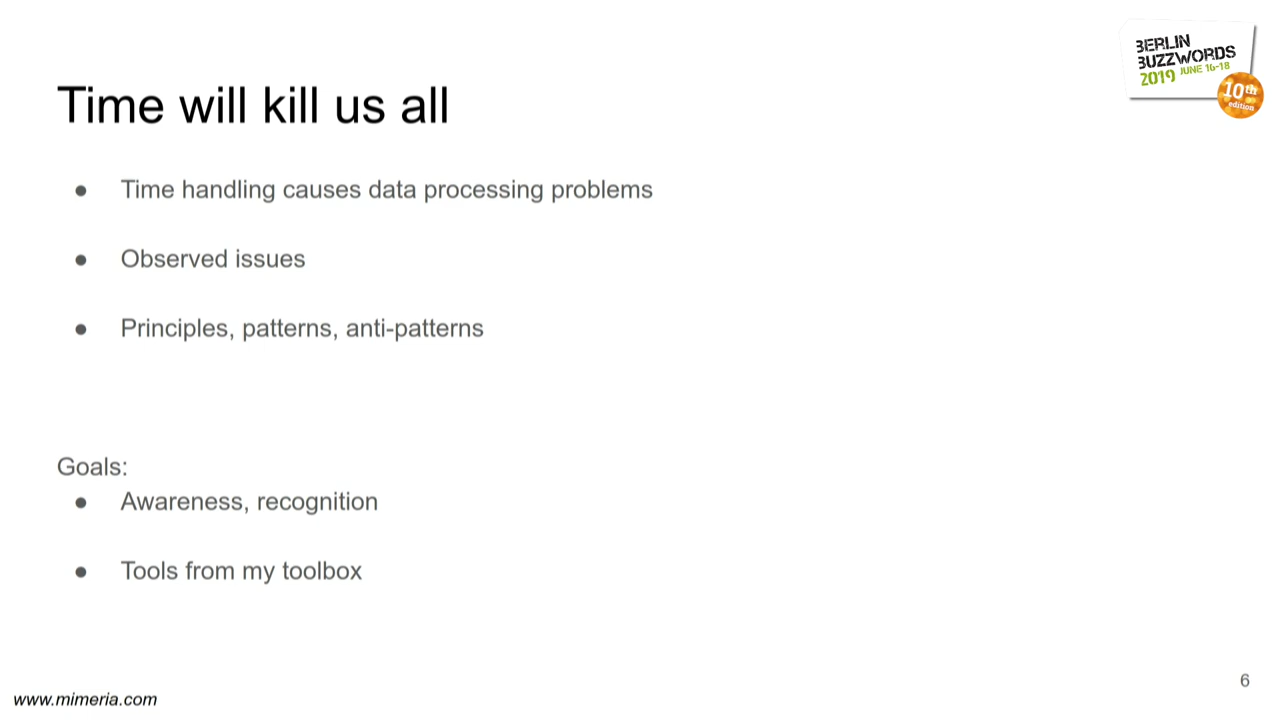 BERLIN
BUZZWORDS
2019 JUNE 16-18
10th
edition
Time will kill us all
● Time handling causes data processing problems
● Observed issues
● Principles, patterns, anti-patterns
Goals:
● Awareness, recognition
● Tools from my toolbox
6
www.mimeria.com